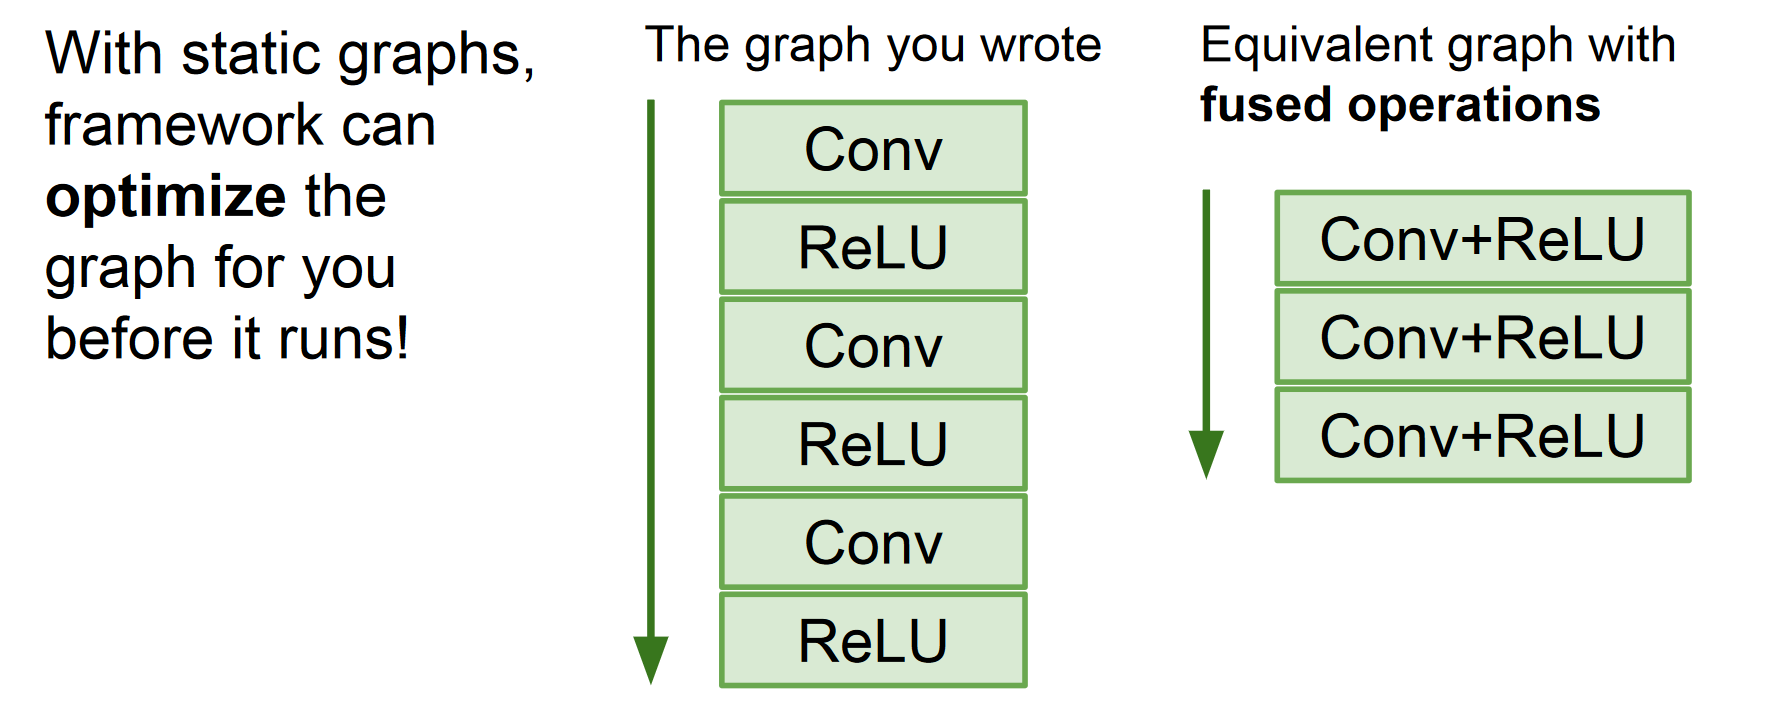 With static graphs,
framework can
optimize the
graph for you
before it runs!
The graph you wrote
Conv
ReLU
Conv
ReLU
Conv
ReLU
Equivalent graph with
fused operations
Conv+ReLU
Conv+ReLU
Conv+ReLU